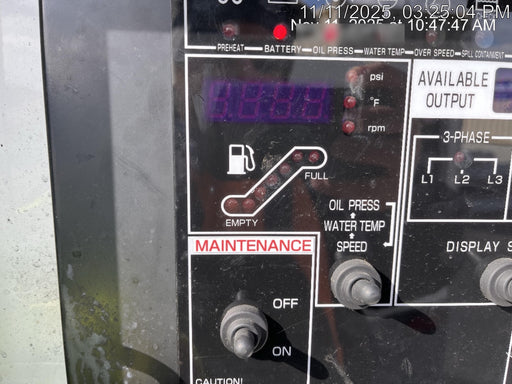 11/11/2025, 03:25:04 PM
Nov 11, 2025 at 10:47:47 AM
PREHEAT BATTERY OIL PRESS WATER TEMP OVER SPEED SPILL CONTAINMENT
psi
°F
rpm
AVAILABLE
OUTPUT
3-PHASE
L1 L2 L3
FULL
EMPTY
OIL PRESS
WATER TEMP
SPEED
MAINTENANCE
DISPLAY S
OFF
ON
CAUTION!